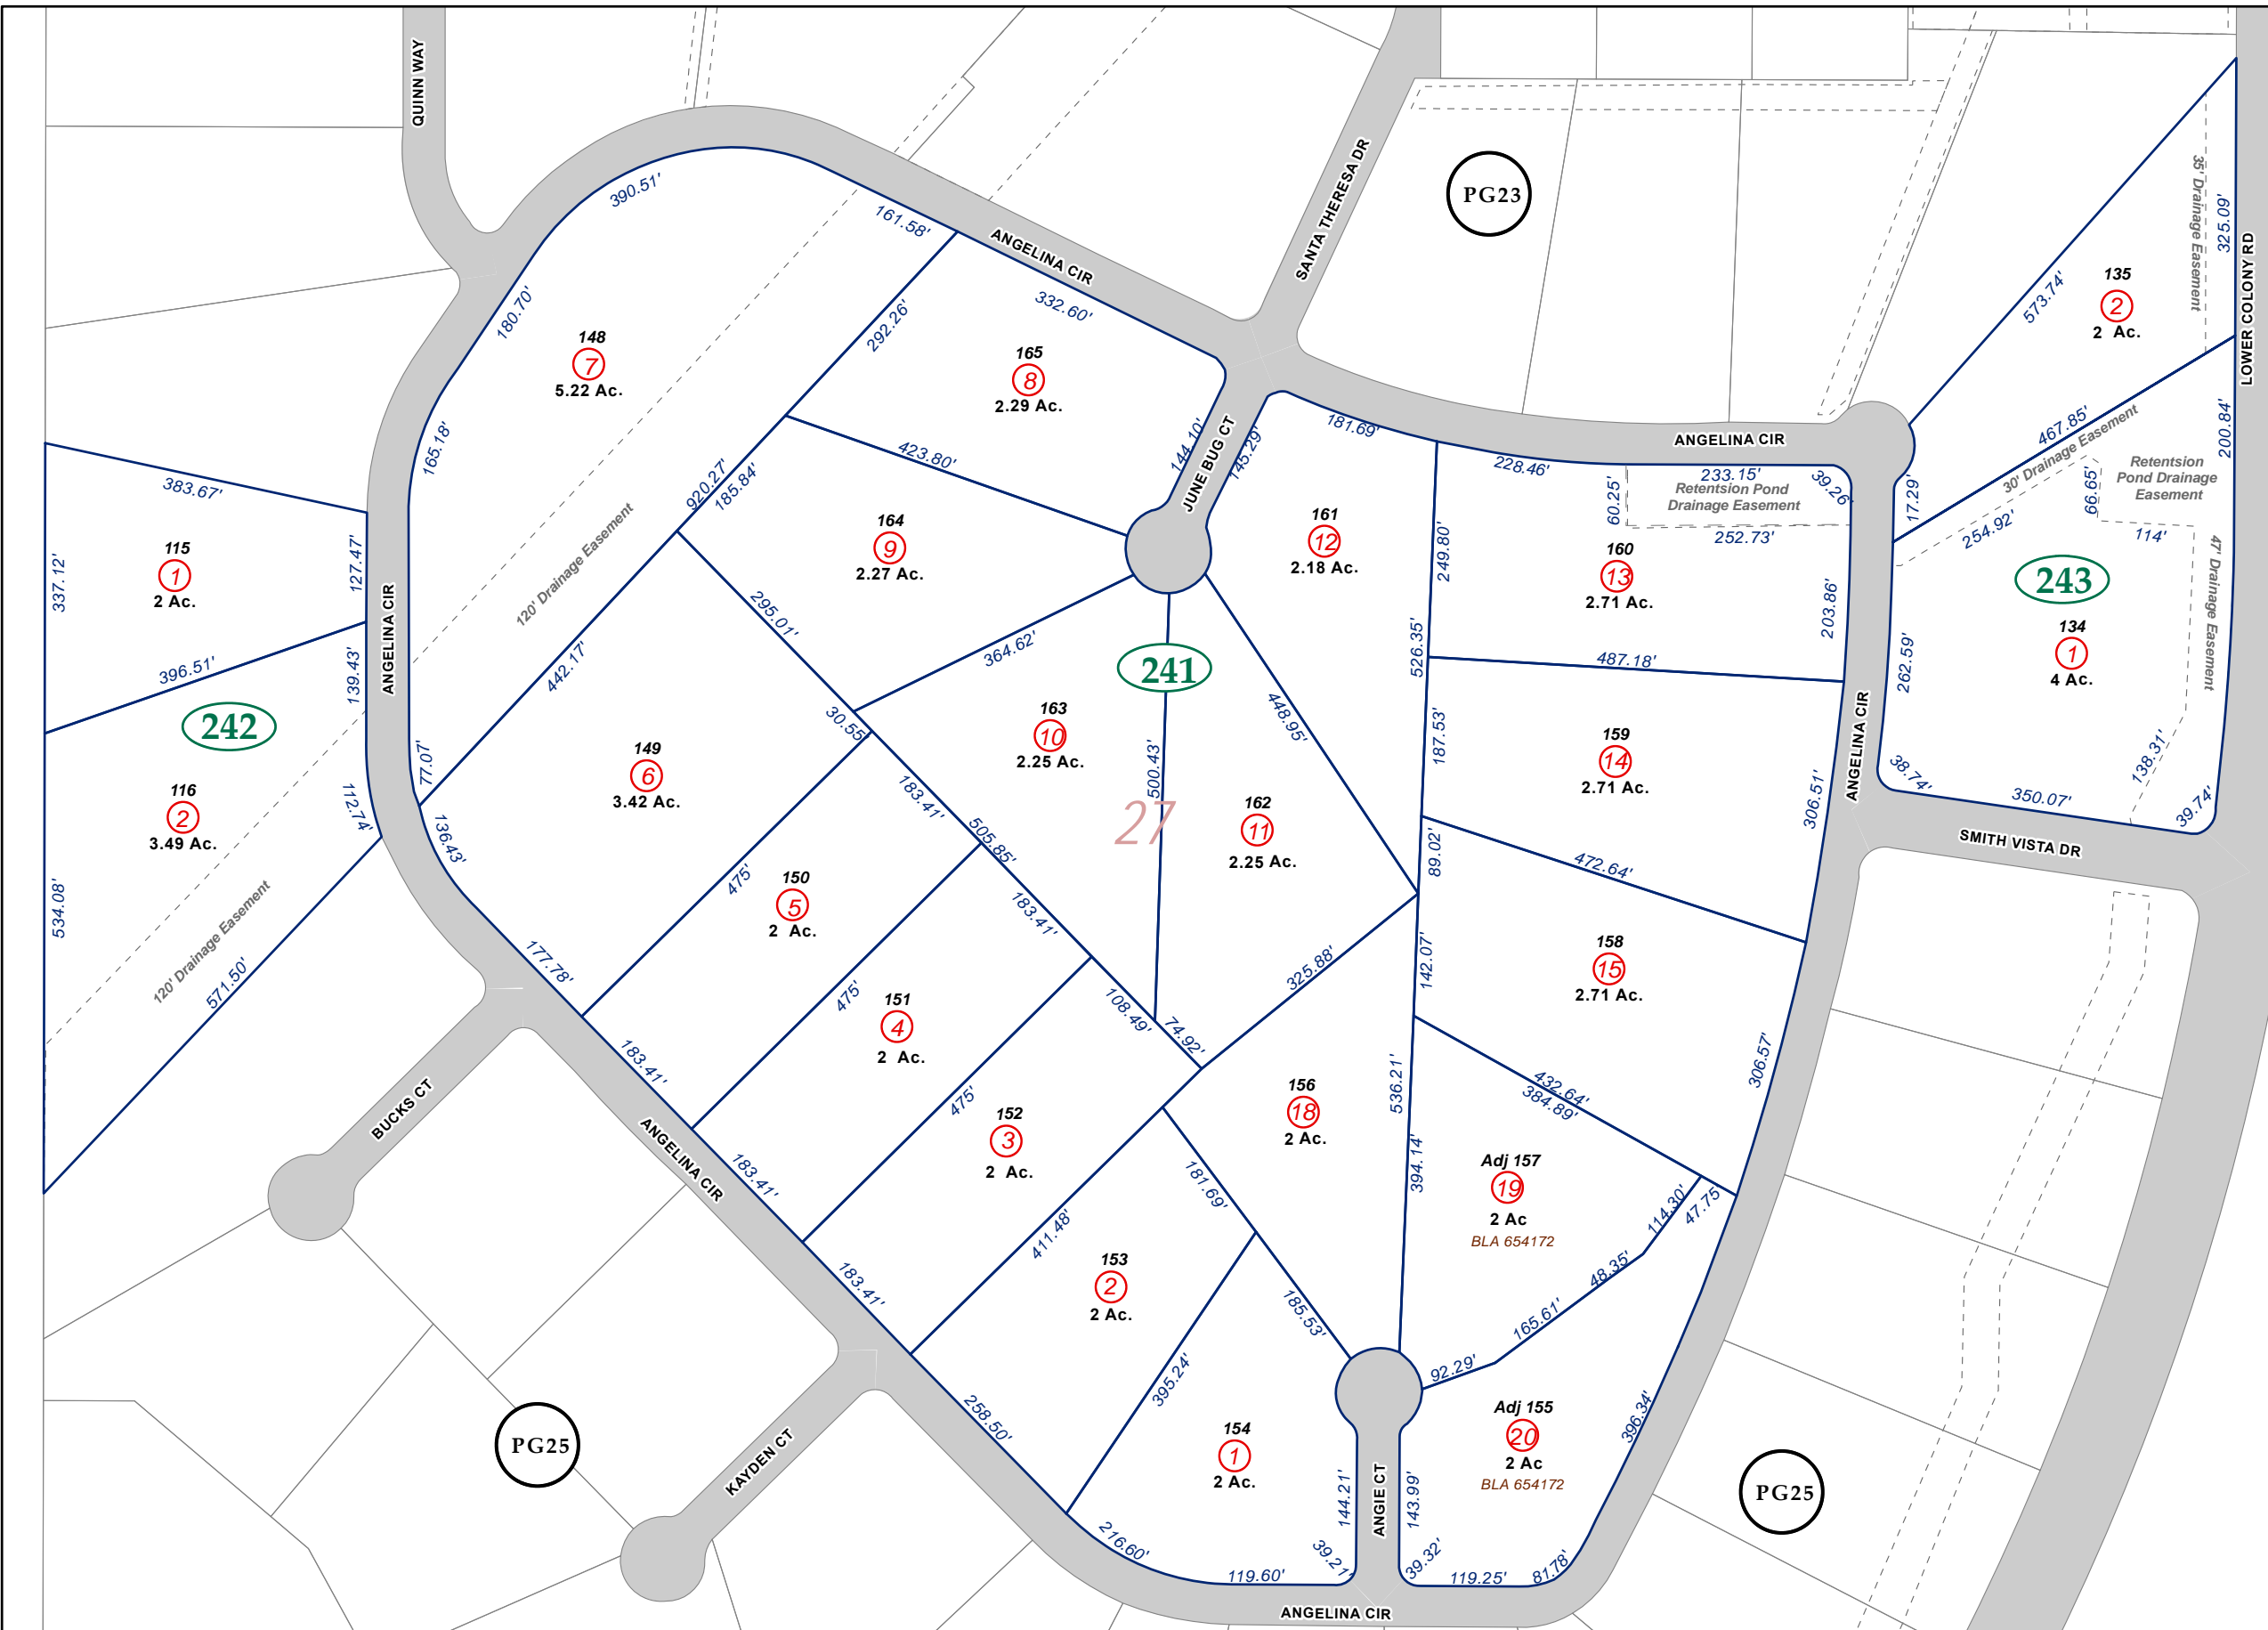 QUINN WAY
390.51'
161.58'
ANGELINA CIR
SANTA THERESA DR
PG23
35' Drainage Easement
325.09'
LOWER COLONY RD
135
2
2 Ac.
573.74'
180.70'
148
7
5.22 Ac.
292.26'
332.60'
165
8
2.29 Ac.
144.10'
JUNE BUG CT
145.29'
181.69'
228.46'
ANGELINA CIR
233.15'
39.26'
Retentsion Pond
Drainage Easement
60.25'
252.73'
17.29'
467.85'
30' Drainage Easement
254.92'
66.65'
Retentsion
Pond Drainage
Easement
114'
200.84'
47' Drainage Easement
165.18'
383.67'
423.80'
920.27'
185.84'
120' Drainage Easement
164
9
2.27 Ac.
161
12
2.18 Ac.
249.80'
160
13
2.71 Ac.
203.86'
243
134
1
4 Ac.
262.59'
115
1
2 Ac.
337.12'
127.47'
ANGELINA CIR
139.43'
396.51'
242
295.01'
364.62'
241
442.17'
526.35'
487.18'
448.95'
187.53'
30.55'
163
10
2.25 Ac.
500.43'
27
159
14
2.71 Ac.
306.51'
ANGELINA CIR
38.74'
350.07'
138.31'
39.74'
SMITH VISTA DR
149
6
3.42 Ac.
77.07'
116
2
3.49 Ac.
112.74'
136.43'
183.41'
505.85'
162
11
2.25 Ac.
89.02'
472.64'
534.08'
120' Drainage Easement
571.50'
177.78'
475'
150
5
2 Ac.
183.41'
142.07'
325.88'
158
15
2.71 Ac.
475'
151
4
2 Ac.
108.49'
74.92'
183.41'
306.57'
BUCKS CT
ANGELINA CIR
475'
152
3
2 Ac.
156
18
2 Ac.
536.21'
432.64'
384.89'
183.41'
181.69'
394.14'
Adj 157
19
2 Ac
BLA 654172
114.30'
47.75'
411.48'
48.35'
183.41'
153
2
2 Ac.
185.53'
165.61'
92.29'
395.24'
258.50'
396.34'
PG25
KAYDEN CT
154
1
2 Ac.
Adj 155
20
2 Ac
BLA 654172
144.21'
ANGIE CT
143.99'
PG25
216.60'
39.21'
39.32'
119.60'
119.25'
81.78'
ANGELINA CIR